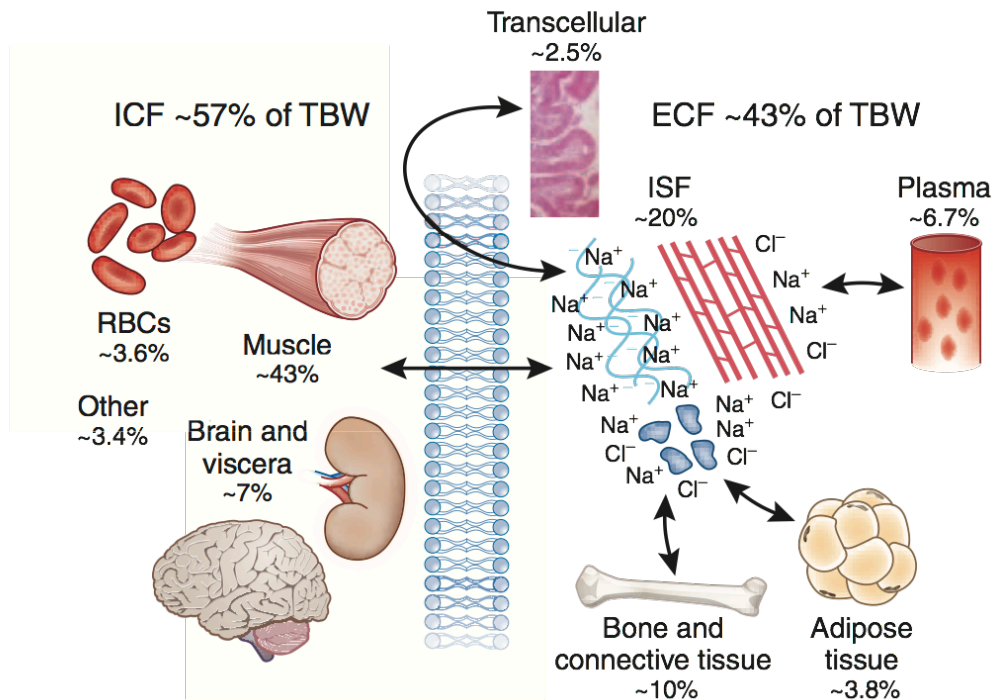 Transcellular
~2.5%
ICF ~57% of TBW
ECF ~43% of TBW
ISF
~20%
Plasma
~6.7%
RBCs
~3.6%
Muscle
~43%
Other
~3.4%
Brain and
viscera
~7%
Na⁺
Na⁺
Na⁺
Na⁺
Na⁺
Na⁺
Na⁺
Na⁺
Na⁺
Cl⁻
Na⁺
Na⁺
Cl⁻
Cl⁻
Na⁺
Na⁺
Na⁺
Cl⁻
Cl⁻
Na⁺
Cl⁻
Bone and
connective tissue
~10%
Adipose
tissue
~3.8%